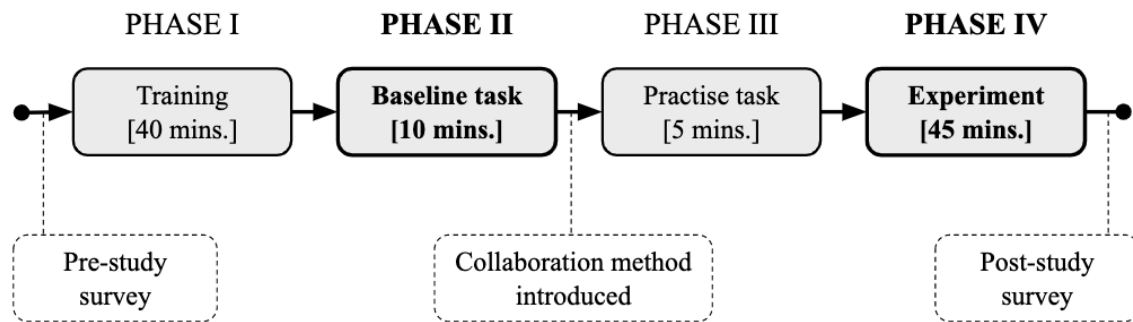 PHASE I
PHASE II
PHASE III
PHASE IV
Training
[40 mins.]
Baseline task
[10 mins.]
Practise task
[5 mins.]
Experiment
[45 mins.]
Pre-study
survey
Collaboration method
introduced
Post-study
survey